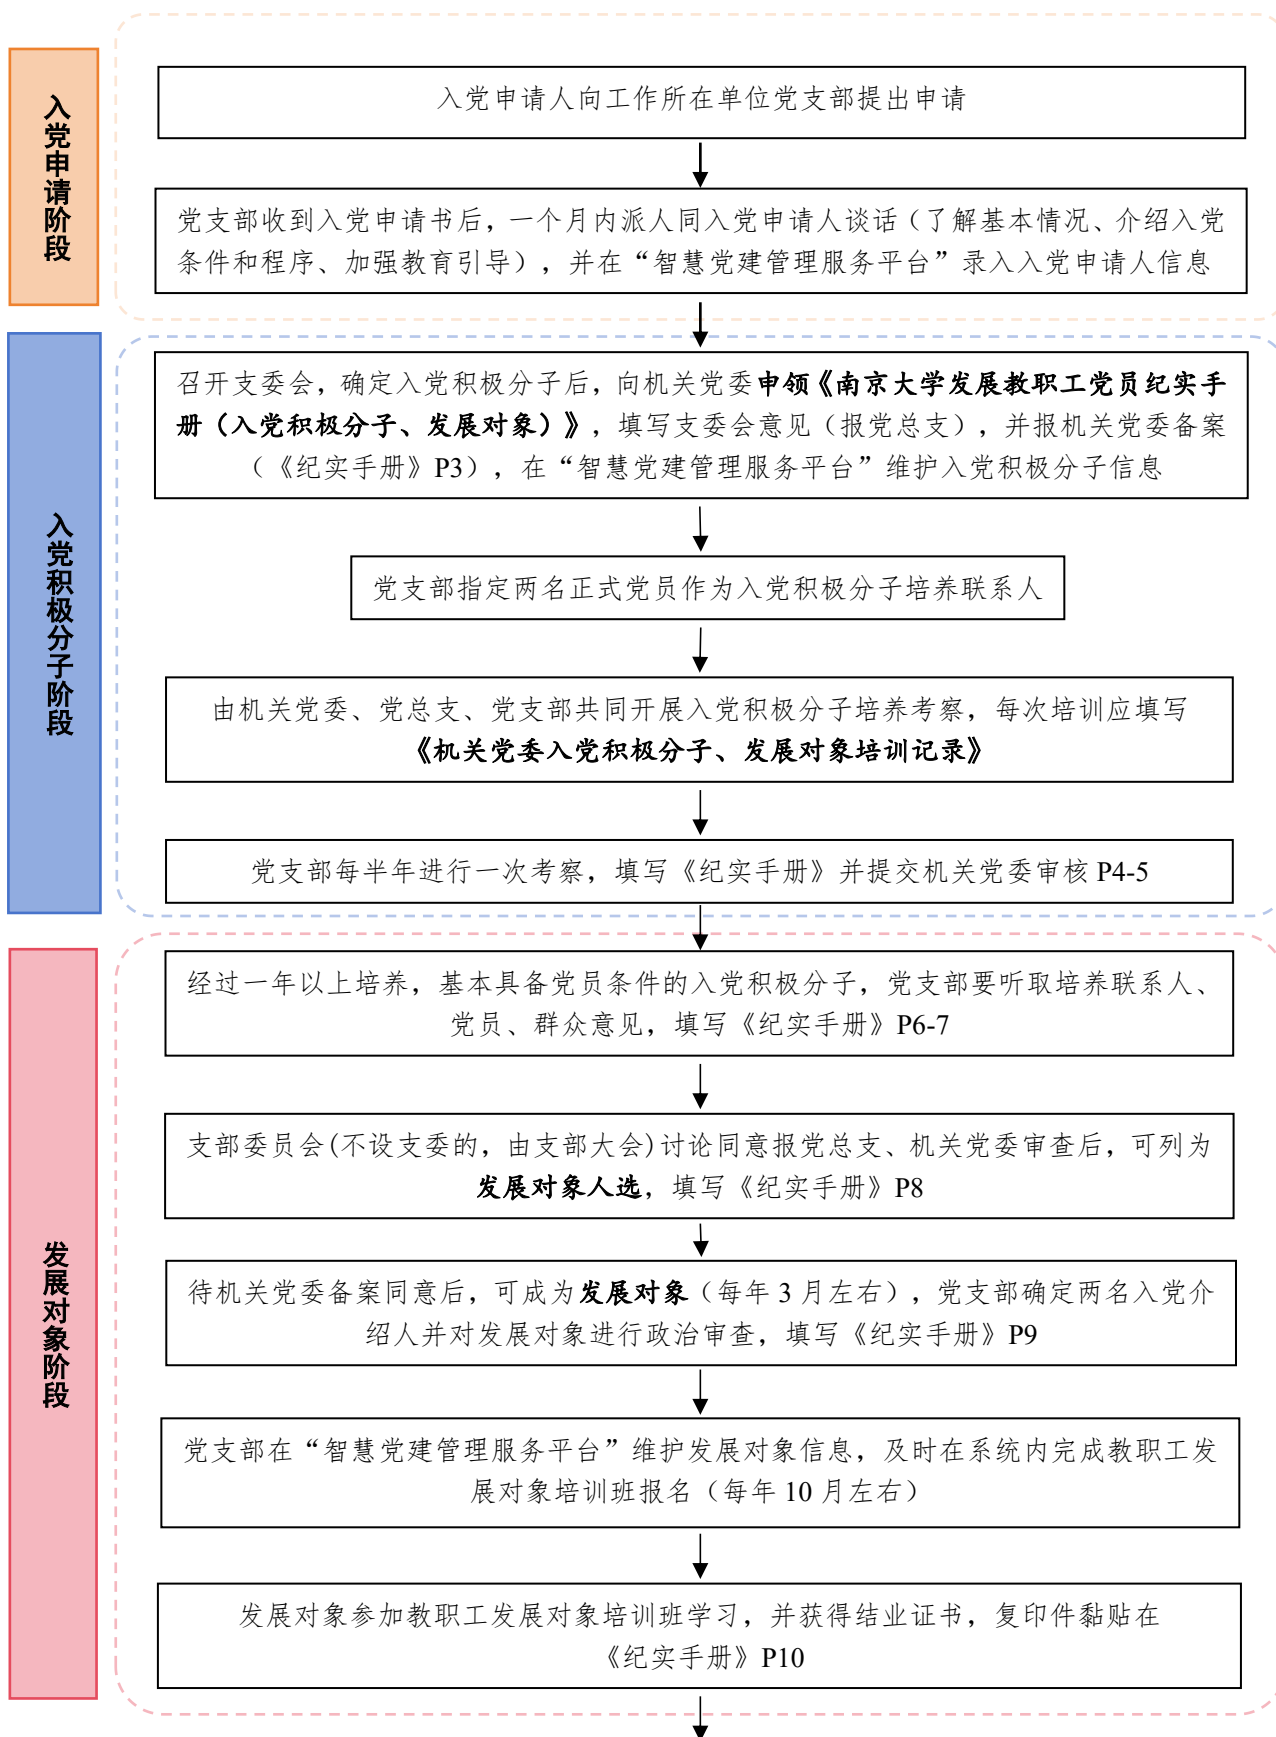 入党申请阶段
入党申请人向工作所在单位党支部提出申请
党支部收到入党申请书后，一个月内派人同入党申请人谈话（了解基本情况、介绍入党
条件和程序、加强教育引导），并在“智慧党建管理服务平台”录入入党申请人信息
入党积极分子阶段
召开支委会，确定入党积极分子后，向机关党委申领《南京大学发展教职工党员纪实手
册（入党积极分子、发展对象）》，填写支委会意见（报党总支），并报机关党委备案
（《纪实手册》P3），在“智慧党建管理服务平台”维护入党积极分子信息
党支部指定两名正式党员作为入党积极分子培养联系人
由机关党委、党总支、党支部共同开展入党积极分子培养考察，每次培训应填写
《机关党委入党积极分子、发展对象培训记录》
党支部每半年进行一次考察，填写《纪实手册》并提交机关党委审核 P4-5
发展对象阶段
经过一年以上培养，基本具备党员条件的入党积极分子，党支部要听取培养联系人、
党员、群众意见，填写《纪实手册》P6-7
支部委员会(不设支委的，由支部大会)讨论同意报党总支、机关党委审查后，可列为
发展对象人选，填写《纪实手册》P8
待机关党委备案同意后，可成为发展对象（每年 3 月左右），党支部确定两名入党介
绍人并对发展对象进行政治审查，填写《纪实手册》P9
党支部在“智慧党建管理服务平台”维护发展对象信息，及时在系统内完成教职工发
展对象培训班报名（每年 10 月左右）
发展对象参加教职工发展对象培训班学习，并获得结业证书，复印件黏贴在
《纪实手册》P10